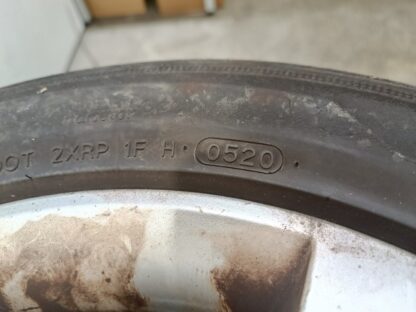 DOT 2XRP 1F H· 0520 ·